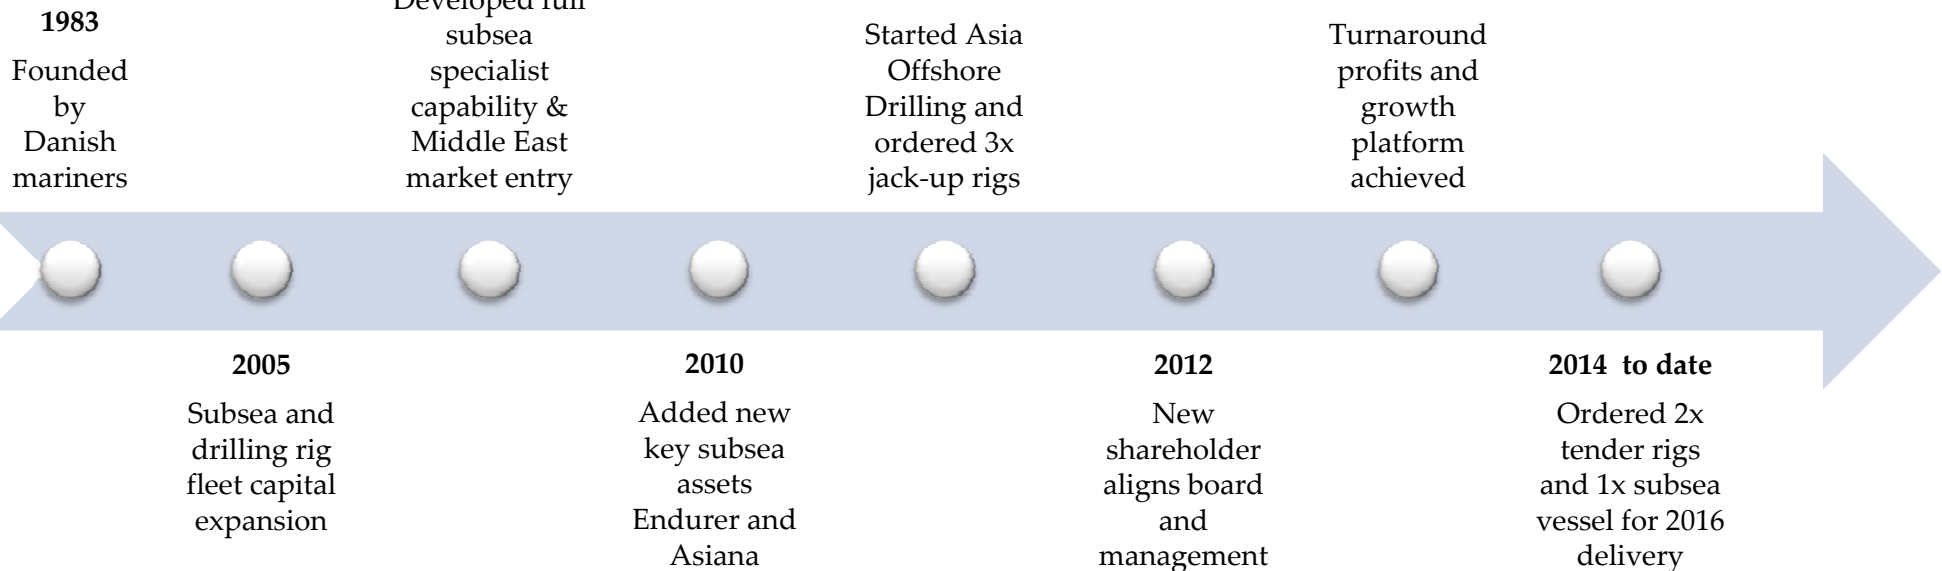 1983
Founded
by
Danish
mariners
2005
Subsea and
drilling rig
fleet capital
expansion
Developed full
subsea
specialist
capability &
Middle East
market entry
2010
Added new
key subsea
assets
Endurer and
Asiana
Started Asia
Offshore
Drilling and
ordered 3x
jack-up rigs
2012
New
shareholder
aligns board
and
management
Turnaround
profits and
growth
platform
achieved
2014 to date
Ordered 2x
tender rigs
and 1x subsea
vessel for 2016
delivery